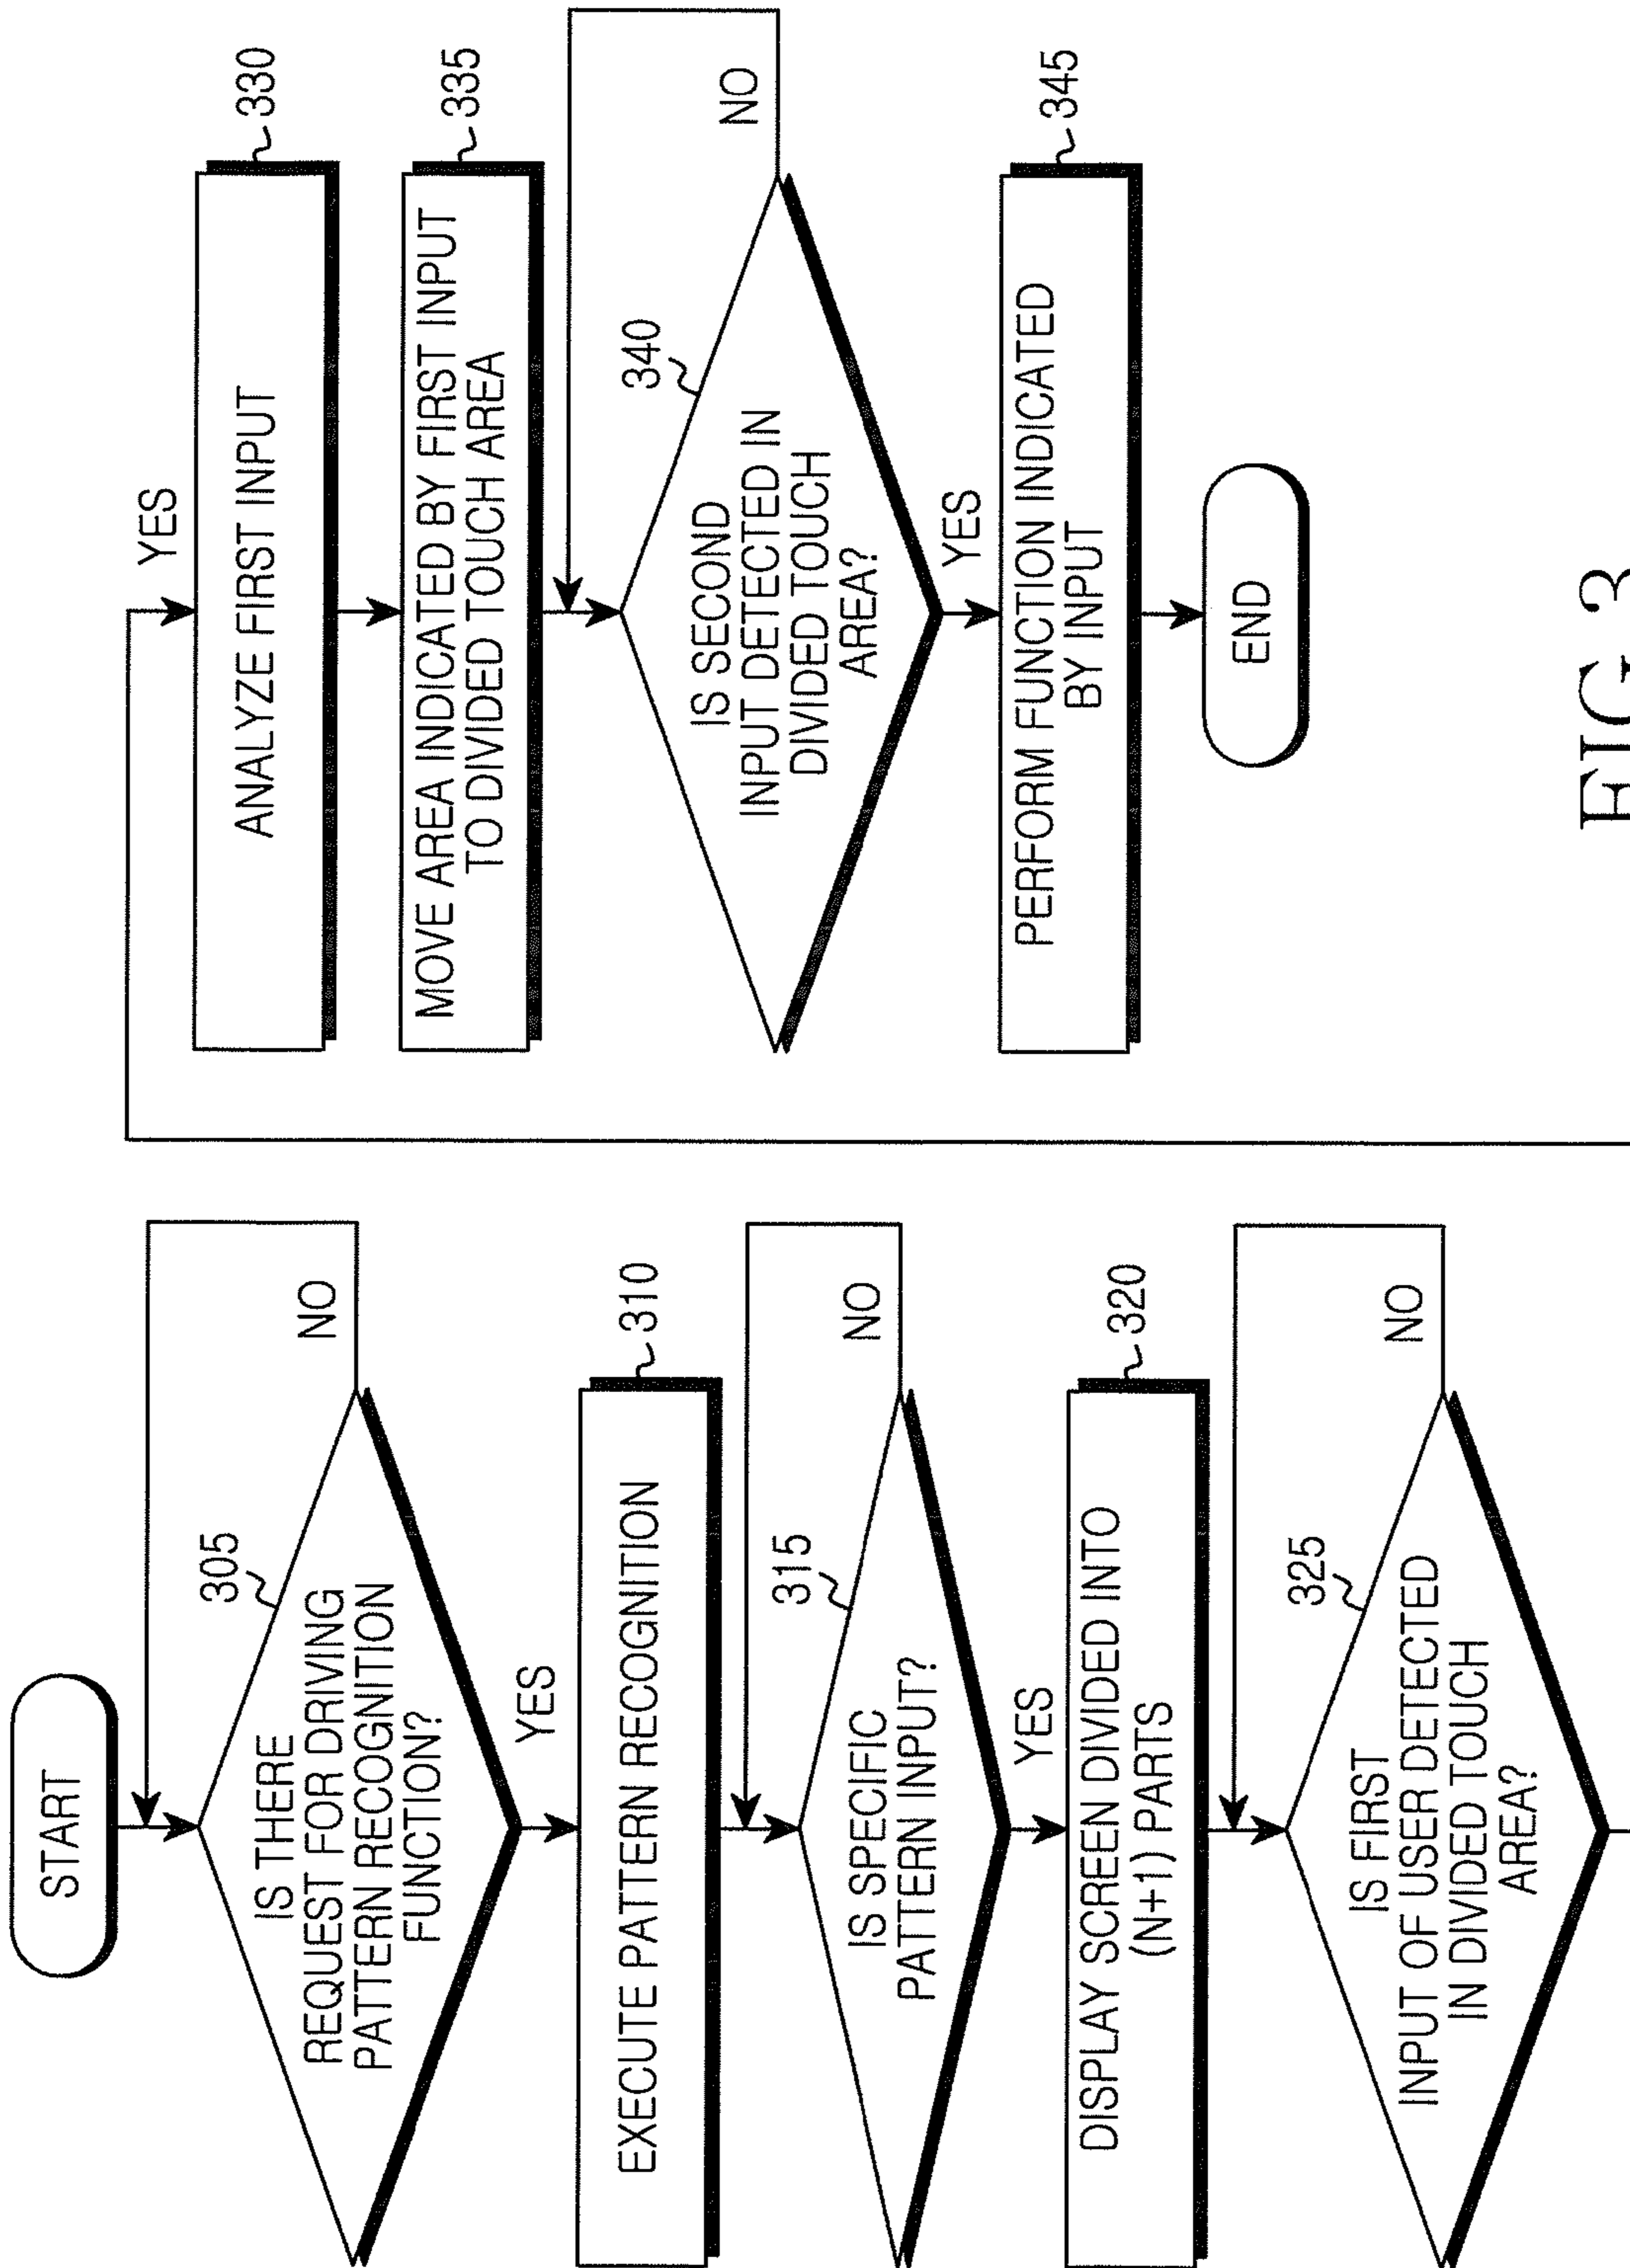 START
IS THERE
REQUEST FOR DRIVING
PATTERN RECOGNITION
FUNCTION?
305
NO
YES
EXECUTE PATTERN RECOGNITION
310
IS SPECIFIC
PATTERN INPUT?
315
NO
YES
DISPLAY SCREEN DIVIDED INTO
(N+1) PARTS
320
IS FIRST
INPUT OF USER DETECTED
IN DIVIDED TOUCH
AREA?
325
NO
YES
ANALYZE FIRST INPUT
330
MOVE AREA INDICATED BY FIRST INPUT
TO DIVIDED TOUCH AREA
335
IS SECOND
INPUT DETECTED IN
DIVIDED TOUCH
AREA?
340
NO
YES
PERFORM FUNCTION INDICATED
BY INPUT
345
END
FIG.3